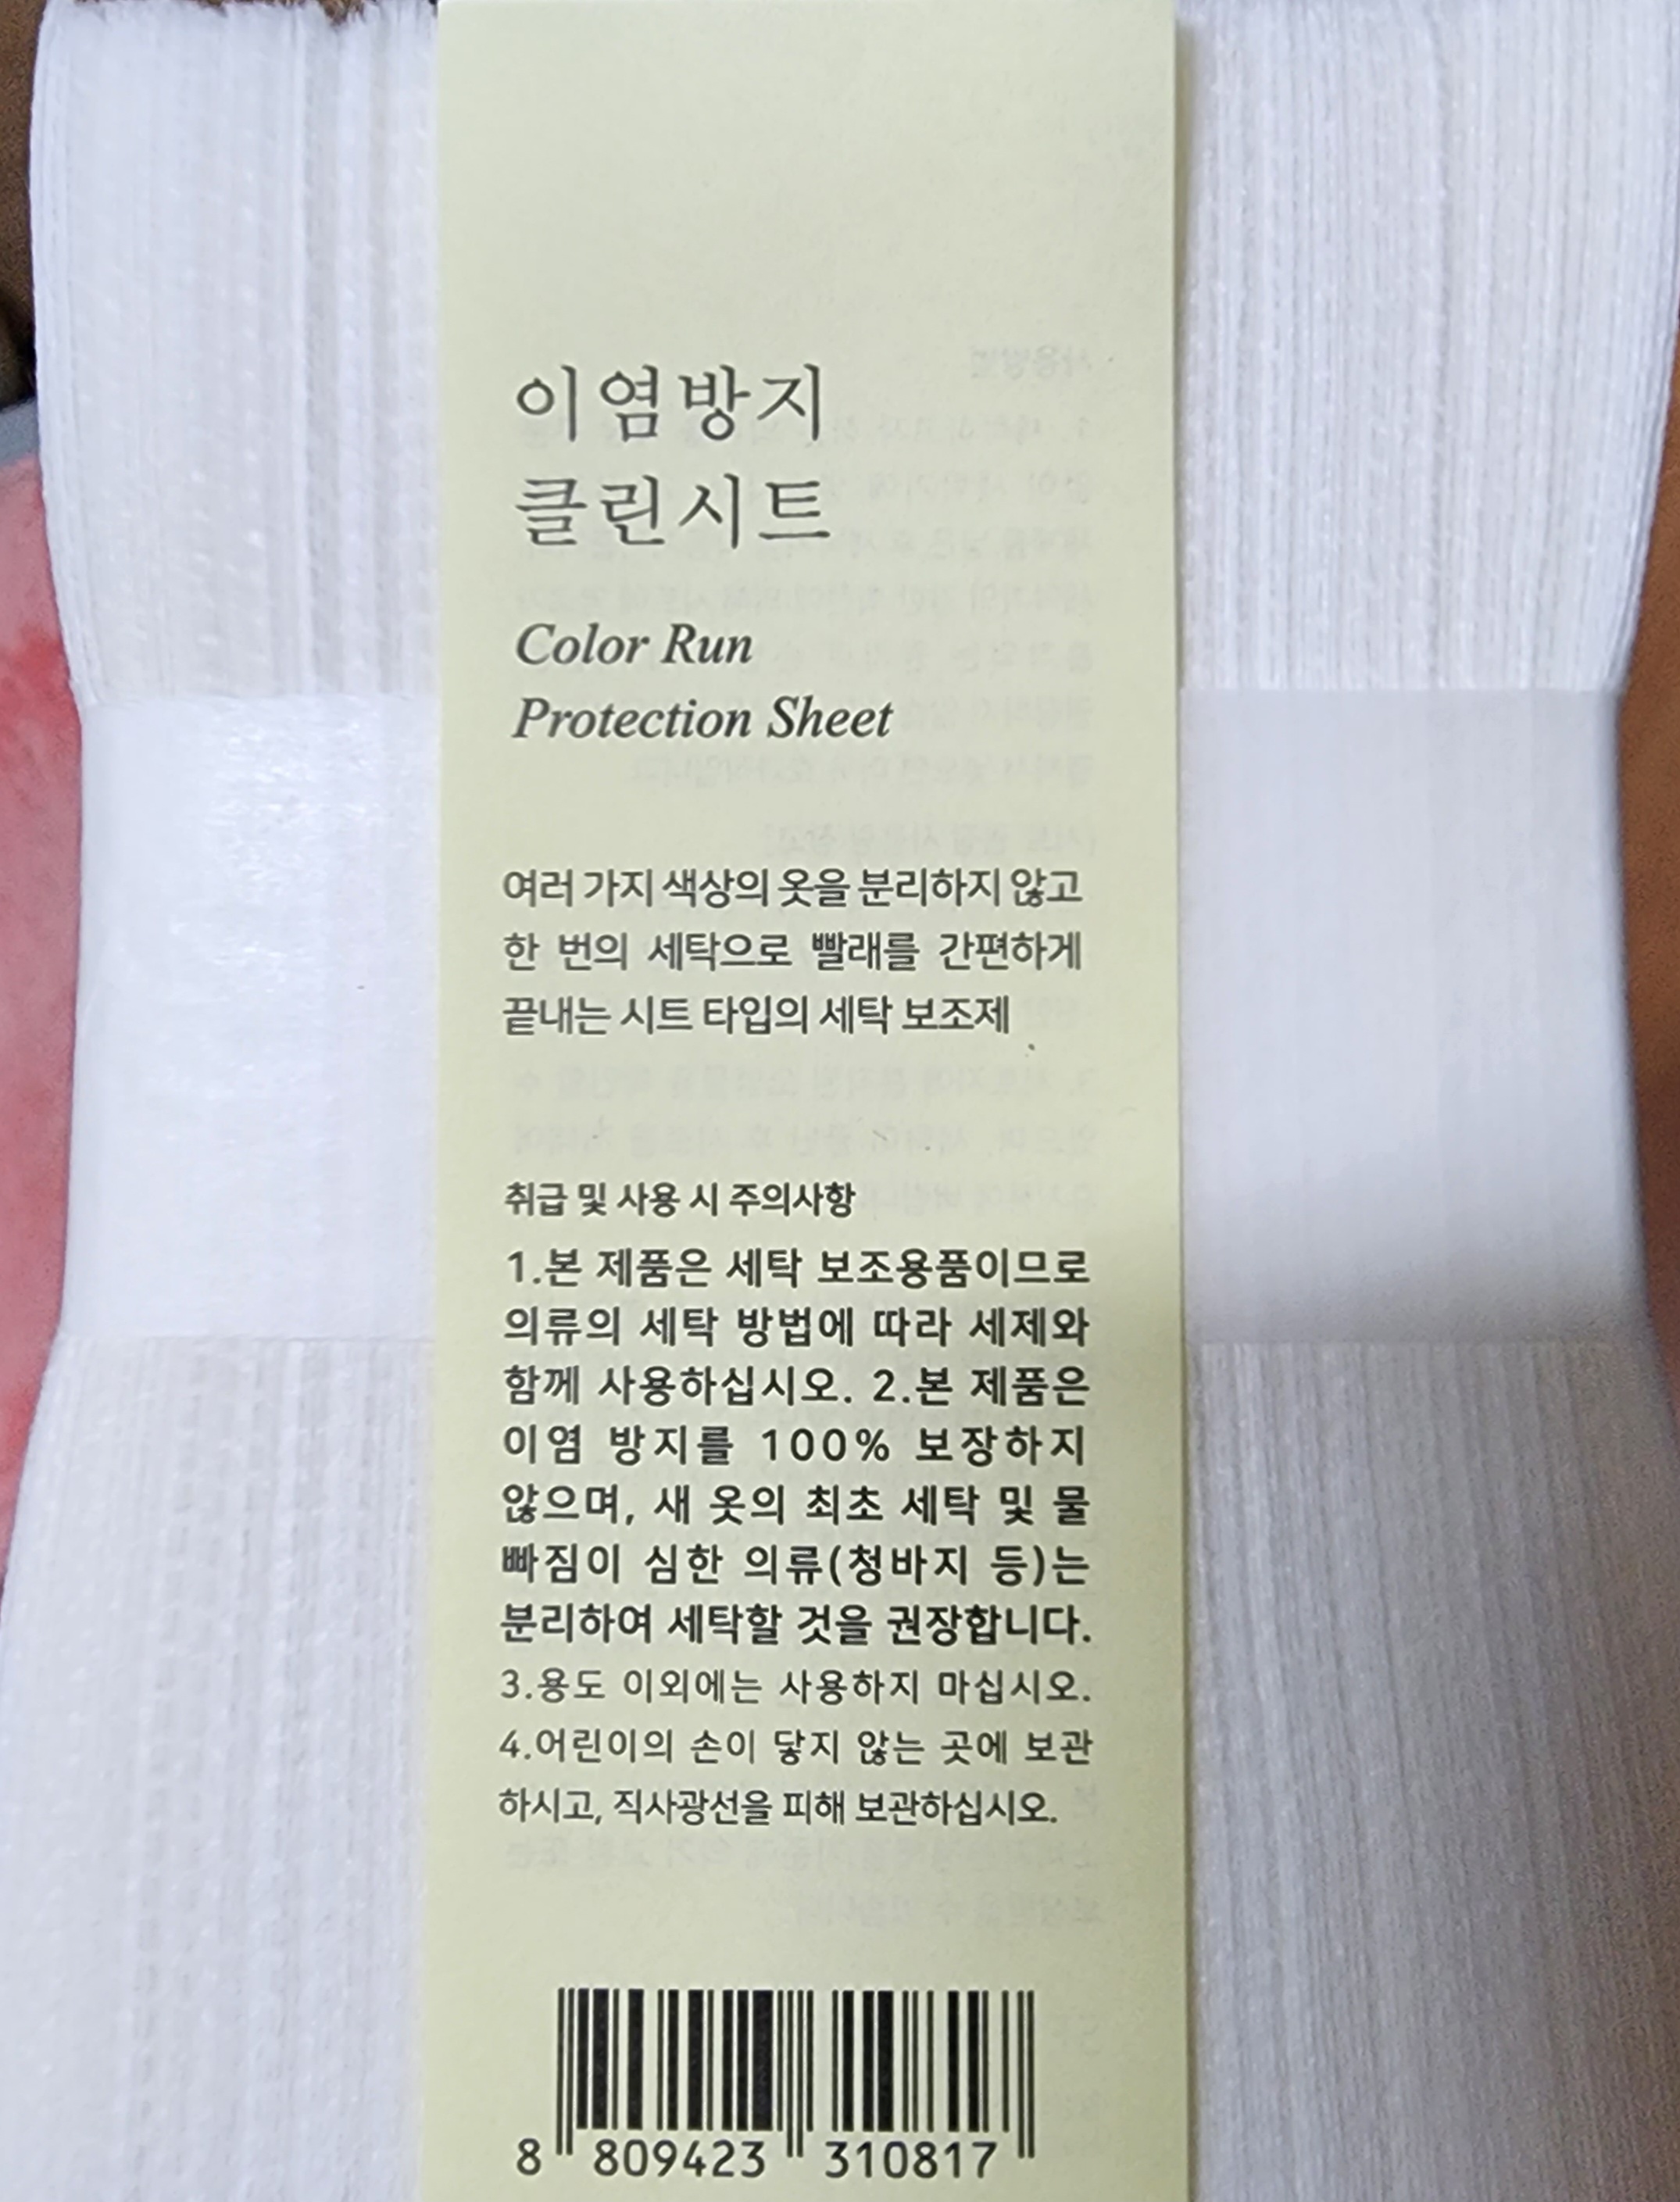 이염방지
클린시트
Color Run
Protection Sheet
여러 가지 색상의 옷을 분리하지 않고
한 번의 세탁으로 빨래를 간편하게
끝내는 시트 타입의 세탁 보조제
취급 및 사용 시 주의사항
1.본 제품은 세탁 보조용품이므로
의류의 세탁 방법에 따라 세제와
함께 사용하십시오. 2.본 제품은
이염 방지를 100% 보장하지
않으며, 새 옷의 최초 세탁 및 물
빠짐이 심한 의류(청바지 등)는
분리하여 세탁할 것을 권장합니다.
3.용도 이외에는 사용하지 마십시오.
4.어린이의 손이 닿지 않는 곳에 보관
하시고, 직사광선을 피해 보관하십시오.
8 809423 310817